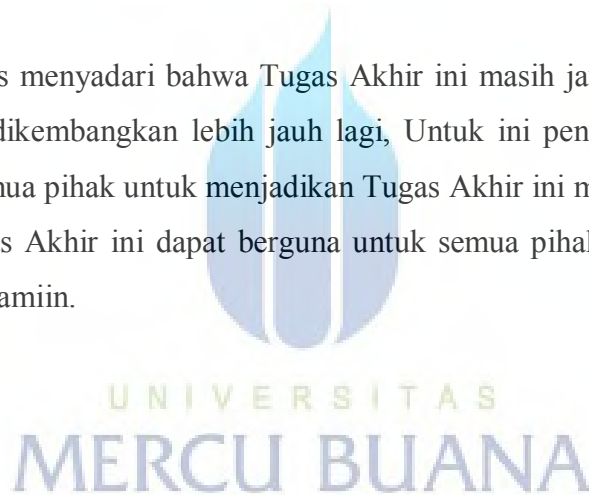 s menyadari bahwa Tugas Akhir ini masih ja
dikembangkan lebih jauh lagi, Untuk ini pen
nua pihak untuk menjadikan Tugas Akhir ini m
s Akhir ini dapat berguna untuk semua pihak
amiin.
UNIVERSITAS
MERCU BUANA